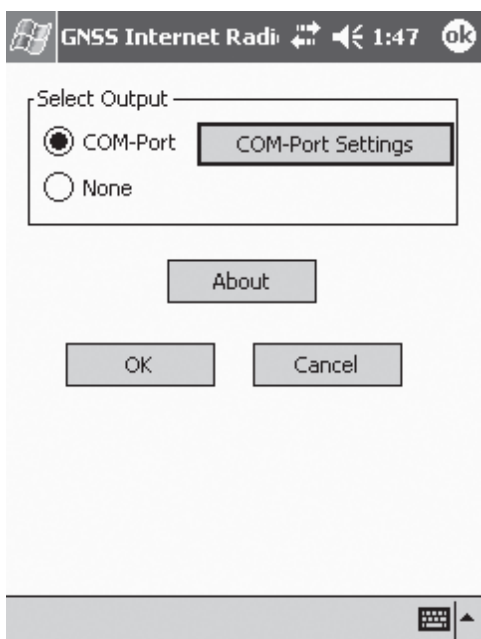 GNSS Internet Radi 1:47 ok
Select Output
COM-Port COM-Port Settings
None
About
OK Cancel